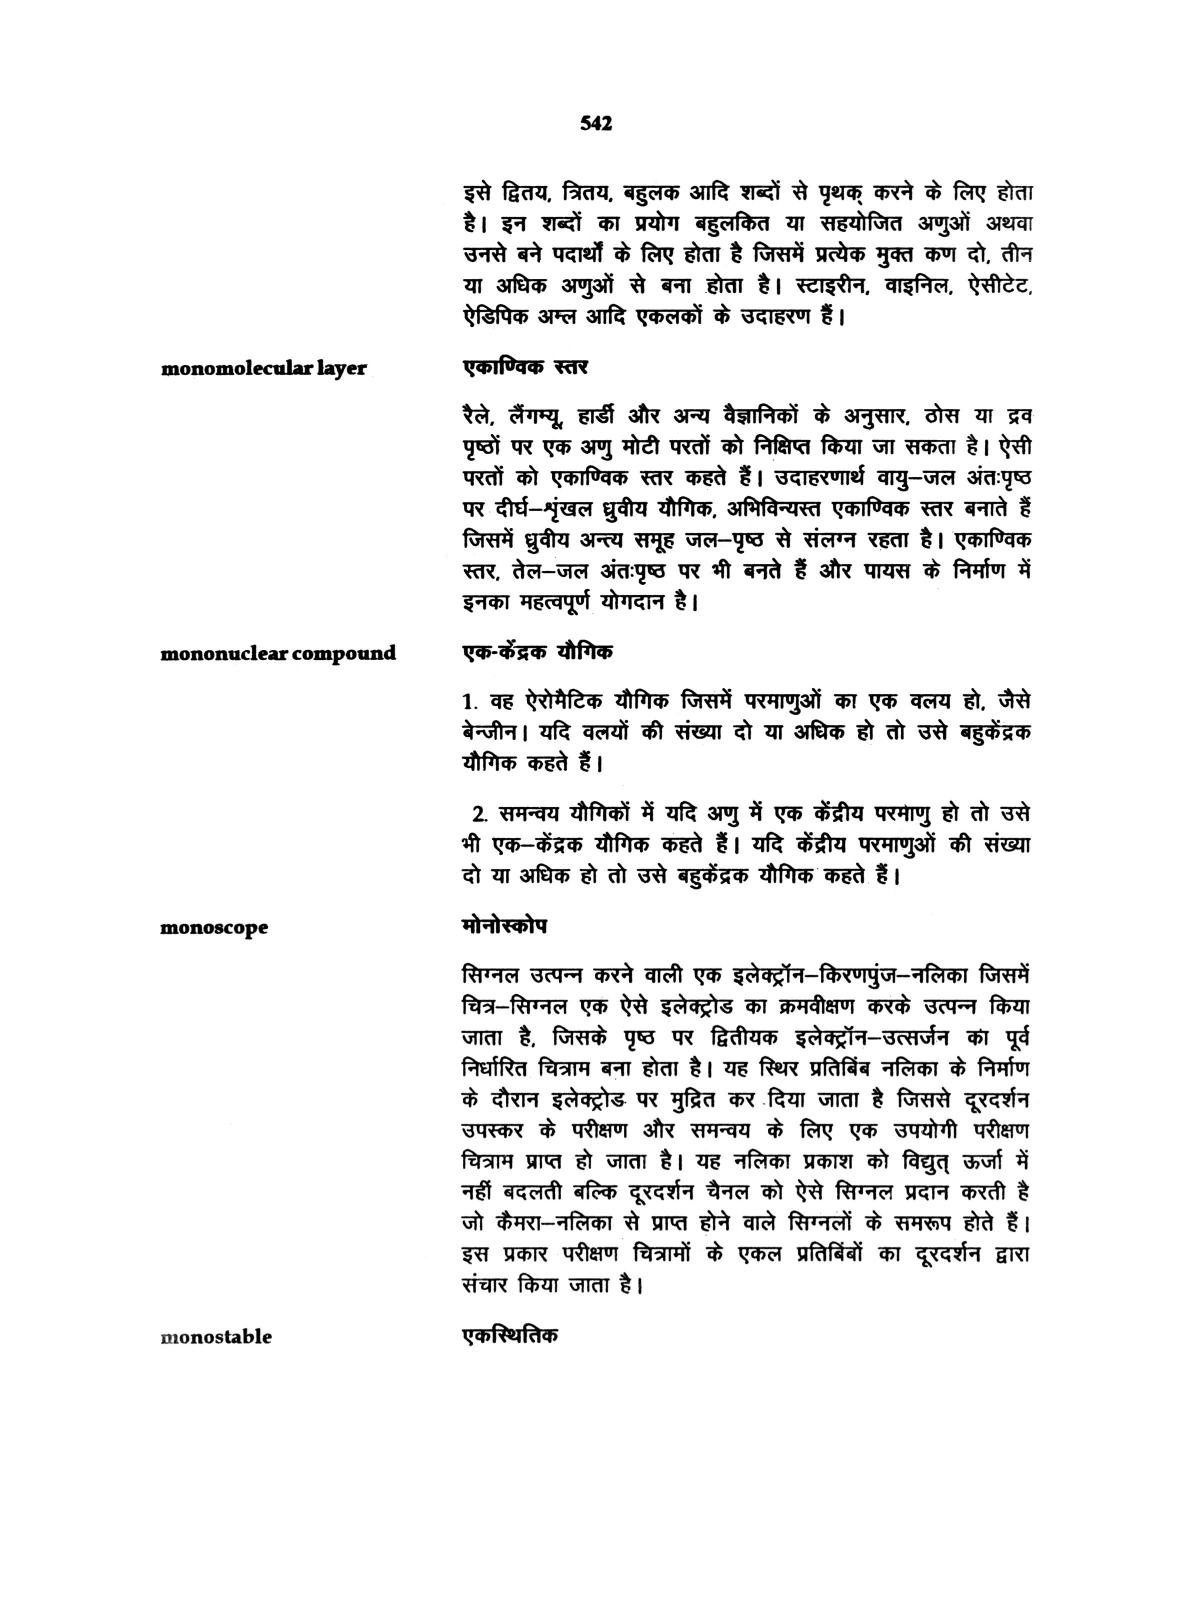 542
इसे द्वितय, त्रितय, बहुलक आदि शब्दों से पृथक् करने के लिए होता
है। इन शब्दों का प्रयोग बहुलकित या सहयोजित अणुओं अथवा
उनसे बने पदार्थों के लिए होता है जिसमें प्रत्येक मुक्त कण दो, तीन
या अधिक अणुओं से बना होता है। स्टाइरीन, वाइनिल, ऐसीटेट,
ऐडिपिक अम्ल आदि एकलकों के उदाहरण हैं।
monomolecular layer एकाण्विक स्तर
रैले, लैंगम्यू, हार्डी और अन्य वैज्ञानिकों के अनुसार, ठोस या द्रव
पृष्ठों पर एक अणु मोटी परतों को निक्षिप्त किया जा सकता है। ऐसी
परतों को एकाण्विक स्तर कहते हैं। उदाहरणार्थ वायु–जल अंतःपृष्ठ
पर दीर्घ–शृंखल ध्रुवीय यौगिक, अभिविन्यस्त एकाण्विक स्तर बनाते हैं
जिसमें ध्रुवीय अन्त्य समूह जल–पृष्ठ से संलग्न रहता है। एकाण्विक
स्तर, तेल–जल अंतःपृष्ठ पर भी बनते हैं और पायस के निर्माण में
इनका महत्वपूर्ण योगदान है।
mononuclear compound एक-केंद्रक यौगिक
1. वह ऐरोमैटिक यौगिक जिसमें परमाणुओं का एक वलय हो, जैसे
बेन्जीन। यदि वलयों की संख्या दो या अधिक हो तो उसे बहुकेंद्रक
यौगिक कहते हैं।
2. समन्वय यौगिकों में यदि अणु में एक केंद्रीय परमाणु हो तो उसे
भी एक–केंद्रक यौगिक कहते हैं। यदि केंद्रीय परमाणुओं की संख्या
दो या अधिक हो तो उसे बहुकेंद्रक यौगिक कहते हैं।
monoscope मोनोस्कोप
सिग्नल उत्पन्न करने वाली एक इलेक्ट्रॉन–किरणपुंज–नलिका जिसमें
चित्र–सिग्नल एक ऐसे इलेक्ट्रोड का क्रमवीक्षण करके उत्पन्न किया
जाता है, जिसके पृष्ठ पर द्वितीयक इलेक्ट्रॉन–उत्सर्जन का पूर्व
निर्धारित चित्राम बना होता है। यह स्थिर प्रतिबिंब नलिका के निर्माण
के दौरान इलेक्ट्रोड पर मुद्रित कर दिया जाता है जिससे दूरदर्शन
उपस्कर के परीक्षण और समन्वय के लिए एक उपयोगी परीक्षण
चित्राम प्राप्त हो जाता है। यह नलिका प्रकाश को विद्युत् ऊर्जा में
नहीं बदलती बल्कि दूरदर्शन चैनल को ऐसे सिग्नल प्रदान करती है
जो कैमरा–नलिका से प्राप्त होने वाले सिग्नलों के समरूप होते हैं।
इस प्रकार परीक्षण चित्रामों के एकल प्रतिबिंबों का दूरदर्शन द्वारा
संचार किया जाता है।
monostable एकस्थितिक